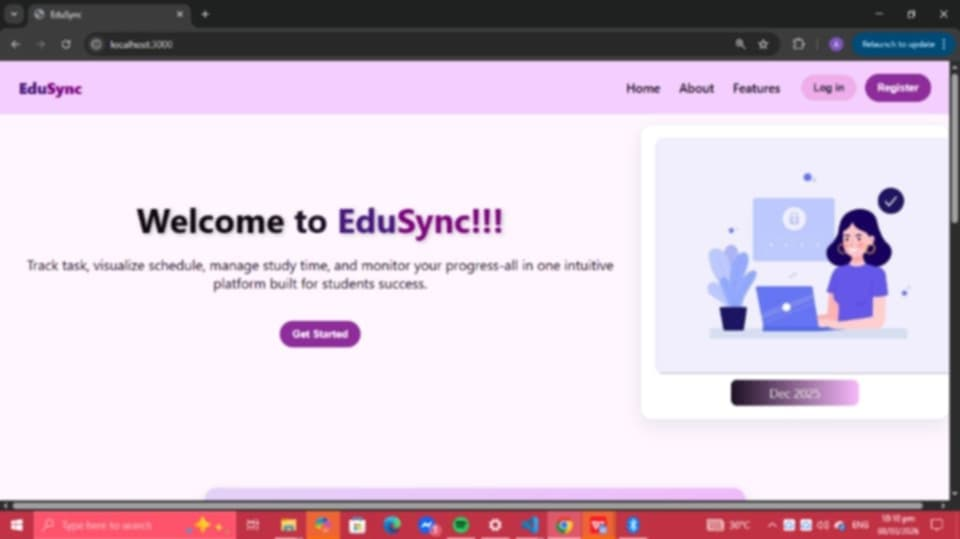 EduSync
localhost:3000
Relaunch to update
EduSync
Home About Features Log in Register
Welcome to EduSync!!!
Track task, visualize schedule, manage study time, and monitor your progress-all in one intuitive
platform built for students success.
Get Started
Dec 2025
Type here to search
30°C
ENG